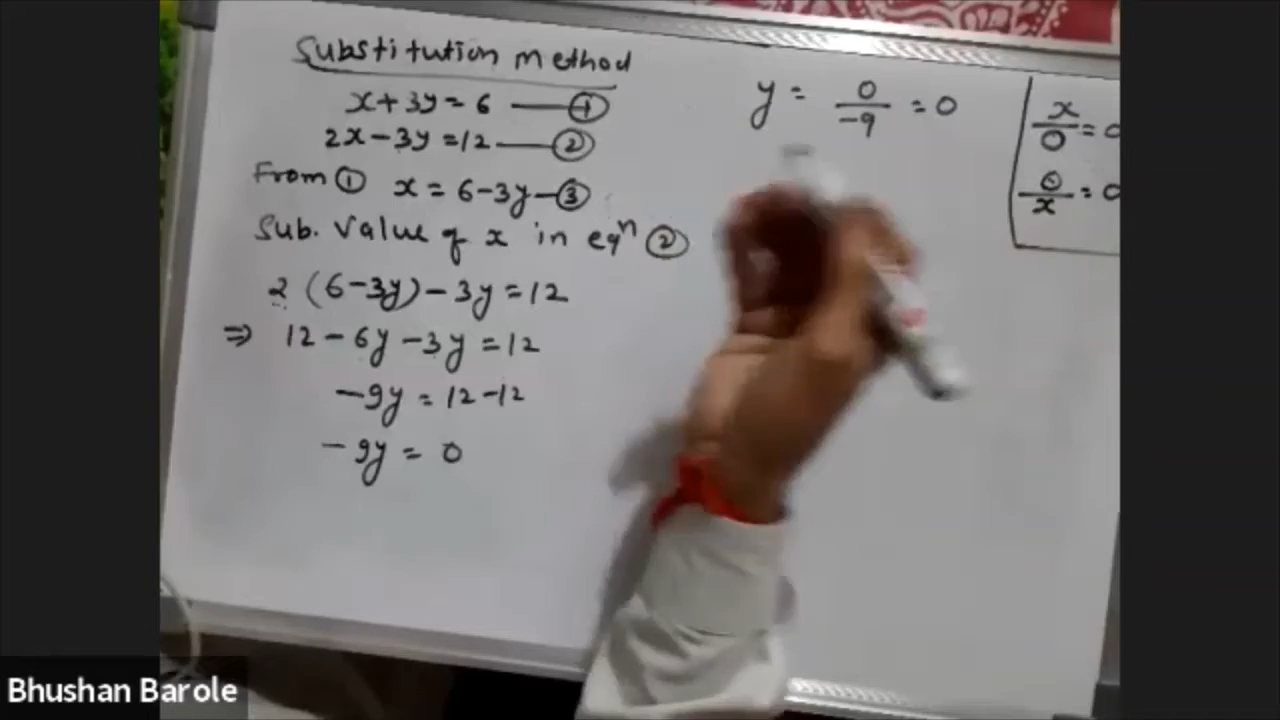 Substitution method
x + 3y = 6 —— ①
2x - 3y = 12 —— ②
From ① x = 6 - 3y — ③
Sub. Value of x in eqⁿ ②
2 (6 - 3y) - 3y = 12
⇒ 12 - 6y - 3y = 12
-9y = 12 - 12
-9y = 0
y = 0/-9 = 0
x/0 = 0
0/x = 0
Bhushan Barole